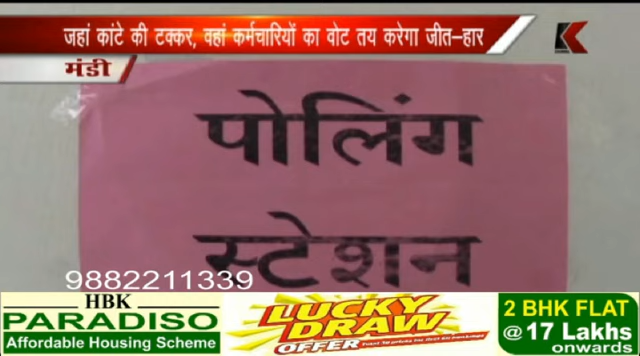 जहां कांटे की टक्कर, वहां कर्मचारियों का वोट तय करेगा जीत-हार
मंडी
पोलिंग
स्टेशन
9882211339
HBK
PARADISO
Affordable Housing Scheme
LUCKY
DRAW
OFFER
2 BHK FLAT
@ 17 Lakhs
onwards